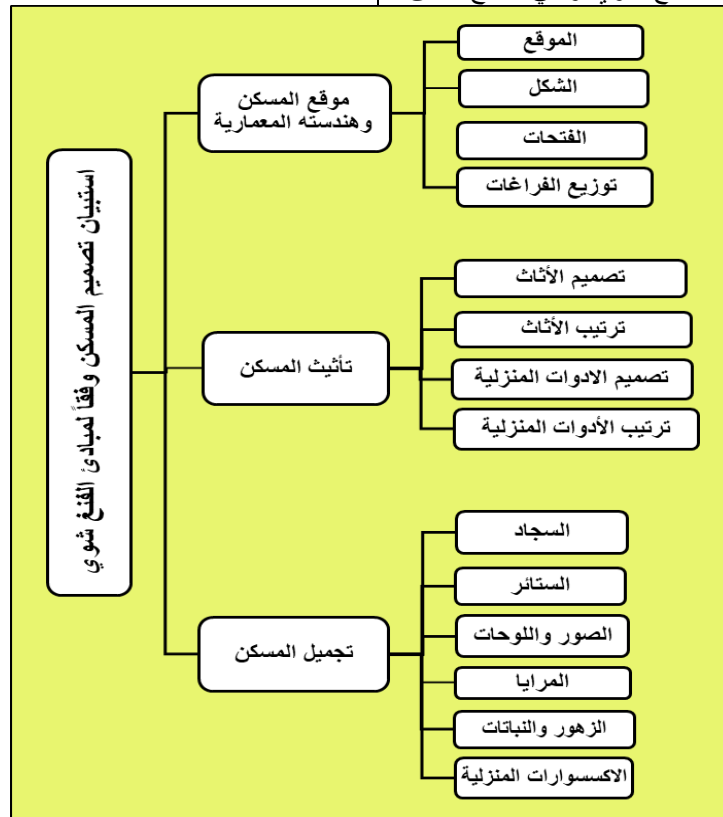 استبيان تصميم المسكن وفقاً لمبادئ الفنغ شوي
موقع المسكن
وهندسته المعمارية
الموقع
الشكل
الفتحات
توزيع الفراغات
تأثيث المسكن
تصميم الأثاث
ترتيب الأثاث
تصميم الادوات المنزلية
ترتيب الأدوات المنزلية
تجميل المسكن
السجاد
الستائر
الصور واللوحات
المرايا
الزهور والنباتات
الاكسسوارات المنزلية